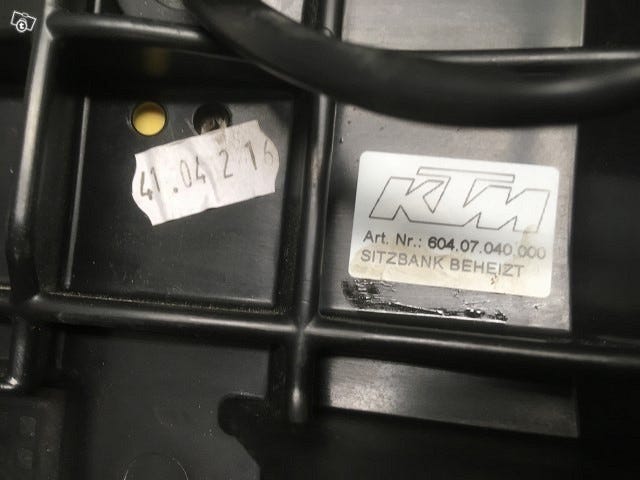 41.04 2 16
KTM
Art. Nr.: 604.07.040.000
SITZBANK BEHEIZT